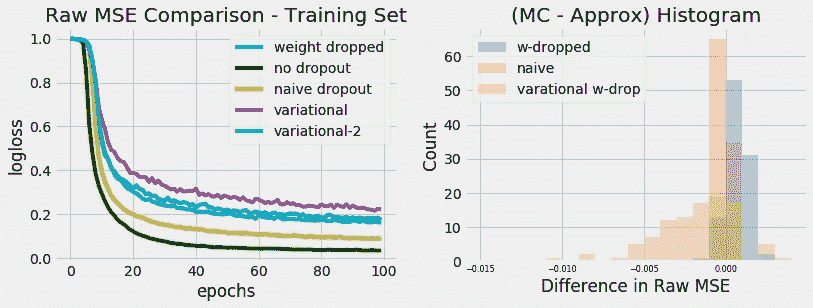 Raw MSE Comparison - Training Set
1.0
0.8
0.6
0.4
0.2
0.0
logloss
weight dropped
no dropout
naive dropout
variational
variational-2
0
20
40
60
80
100
epochs
(MC - Approx) Histogram
60
50
40
30
20
10
0
Count
w-dropped
naive
varational w-drop
-0.015
-0.010
-0.005
0.000
Difference in Raw MSE